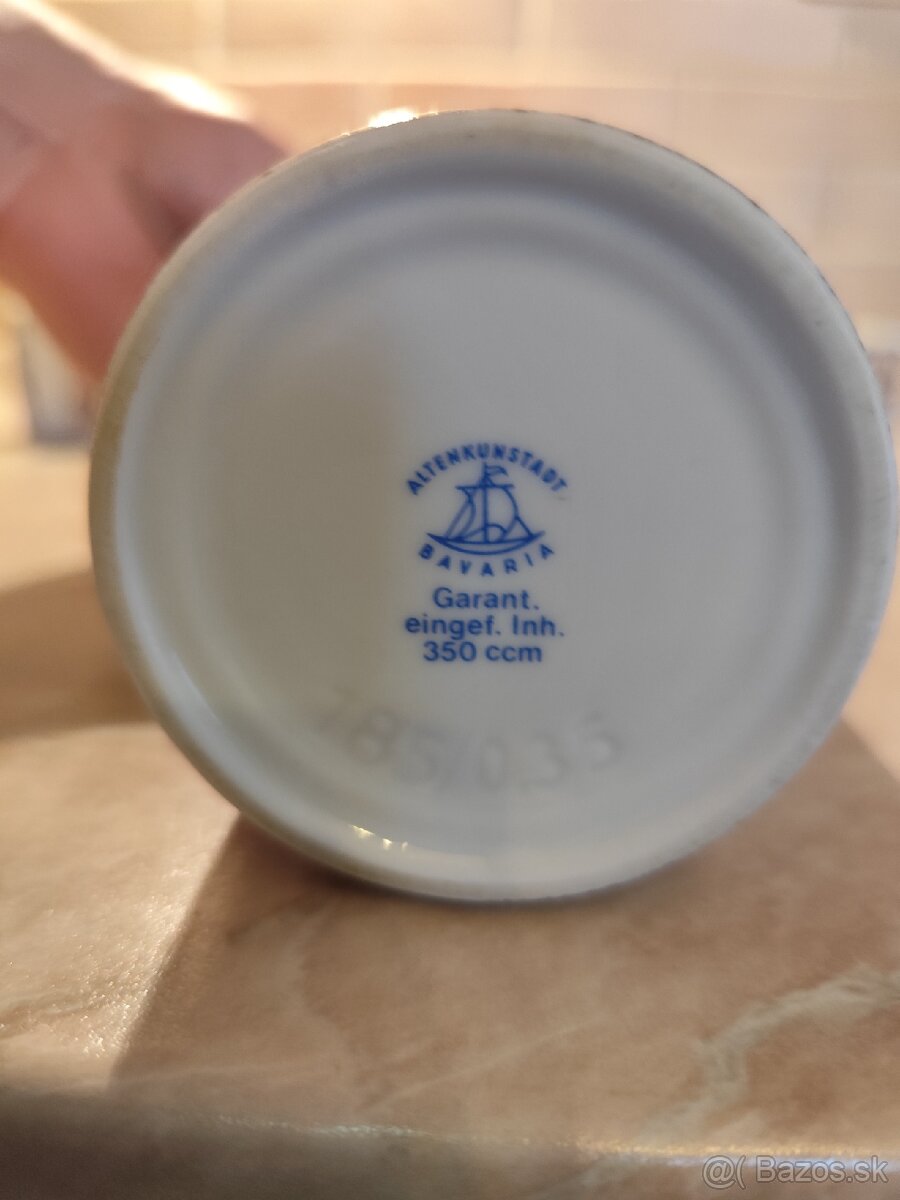 ALTENKUNSTADT
BAVARIA
Garant.
eingef. Inh.
350 ccm
@( Bazos.sk